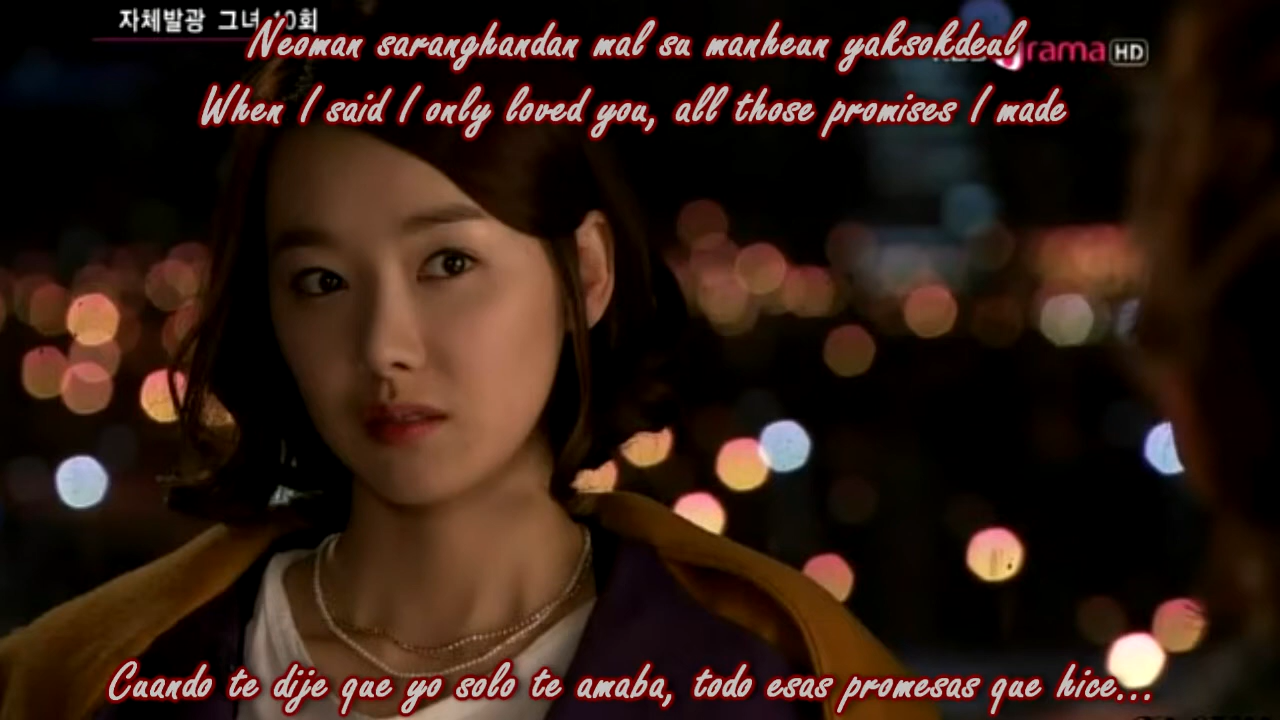 자체발광 그녀 10회
Neoman saranghandan mal su manheun yaksokdeul
KBS drama HD
When I said I only loved you, all those promises I made
Cuando te dije que yo solo te amaba, todo esas promesas que hice...